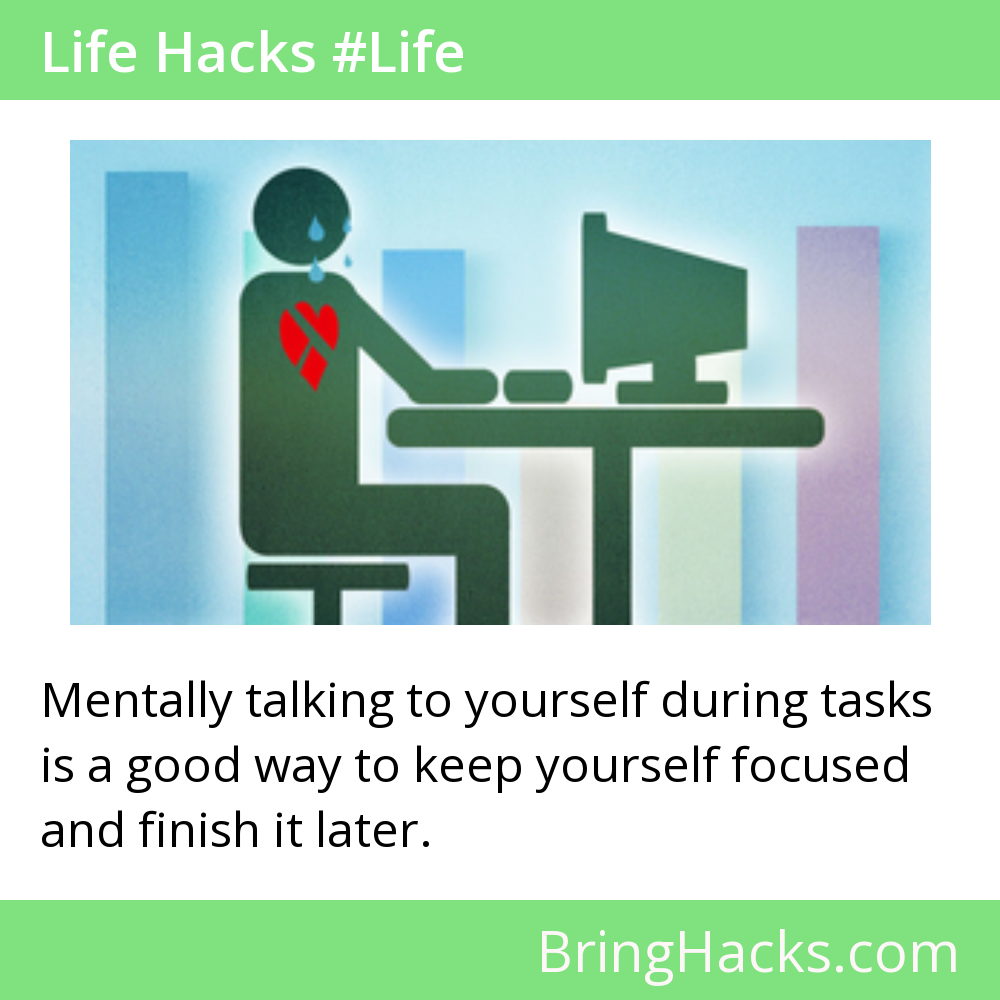 Life Hacks #Life
Mentally talking to yourself during tasks
is a good way to keep yourself focused
and finish it later.
BringHacks.com